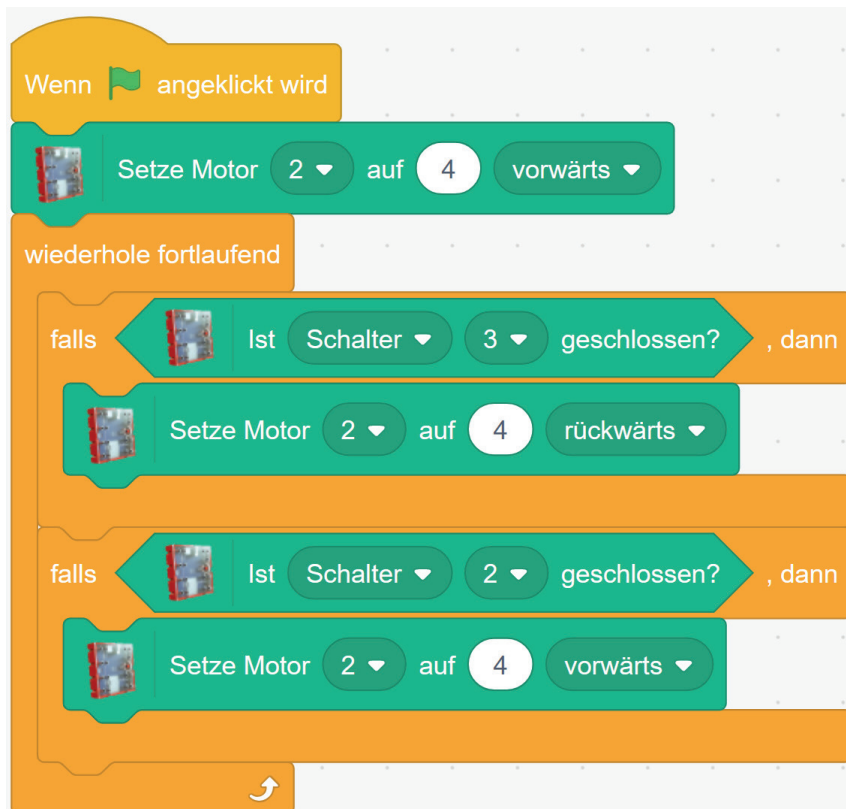 Wenn angeklickt wird
Setze Motor 2 auf 4 vorwärts
wiederhole fortlaufend
falls Ist Schalter 3 geschlossen? , dann
Setze Motor 2 auf 4 rückwärts
falls Ist Schalter 2 geschlossen? , dann
Setze Motor 2 auf 4 vorwärts